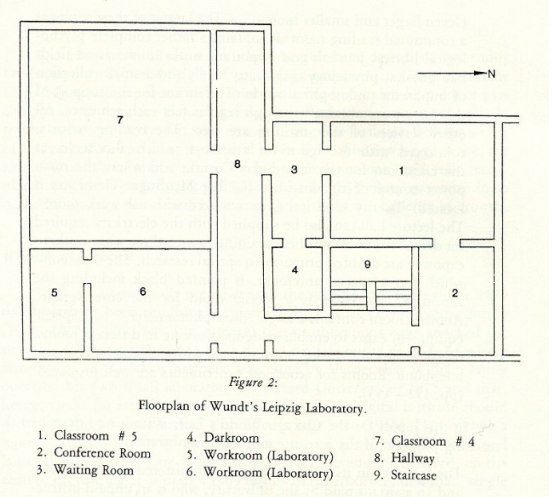 N
7
8
3
1
4
9
2
5
6
Figure 2:
Floorplan of Wundt's Leipzig Laboratory.
1. Classroom # 5
2. Conference Room
3. Waiting Room
4. Darkroom
5. Workroom (Laboratory)
6. Workroom (Laboratory)
7. Classroom # 4
8. Hallway
9. Staircase